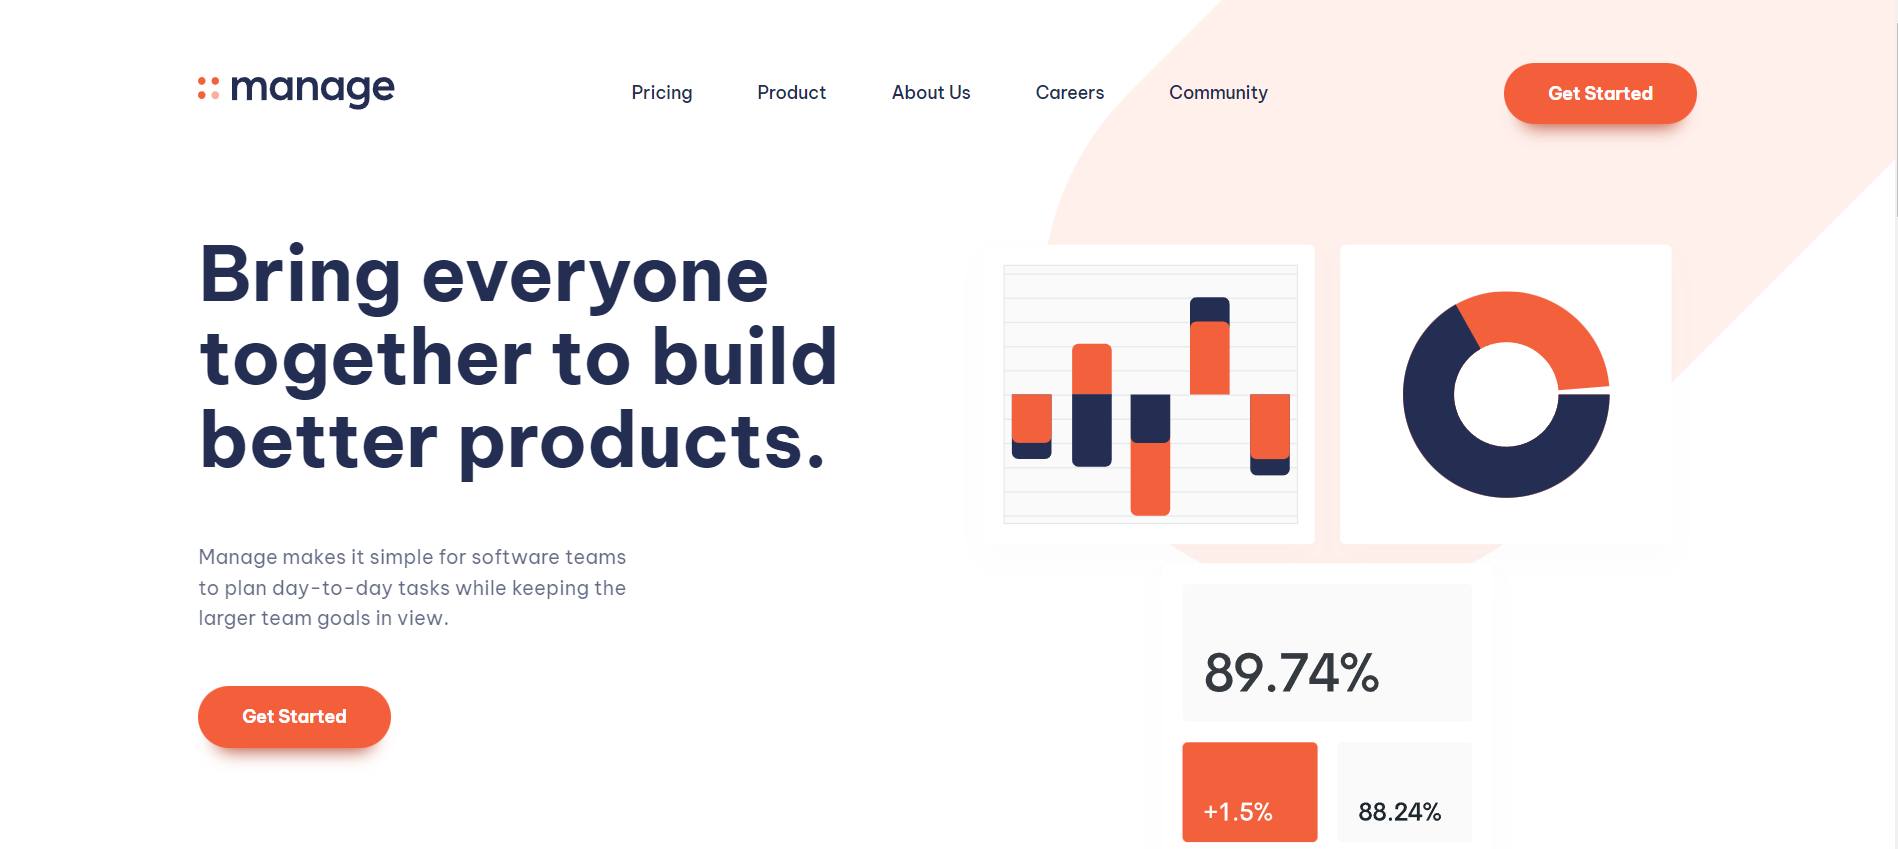 manage
Pricing
Product
About Us
Careers
Community
Get Started
Bring everyone
together to build
better products.
Manage makes it simple for software teams
to plan day-to-day tasks while keeping the
larger team goals in view.
Get Started
89.74%
+1.5%
88.24%